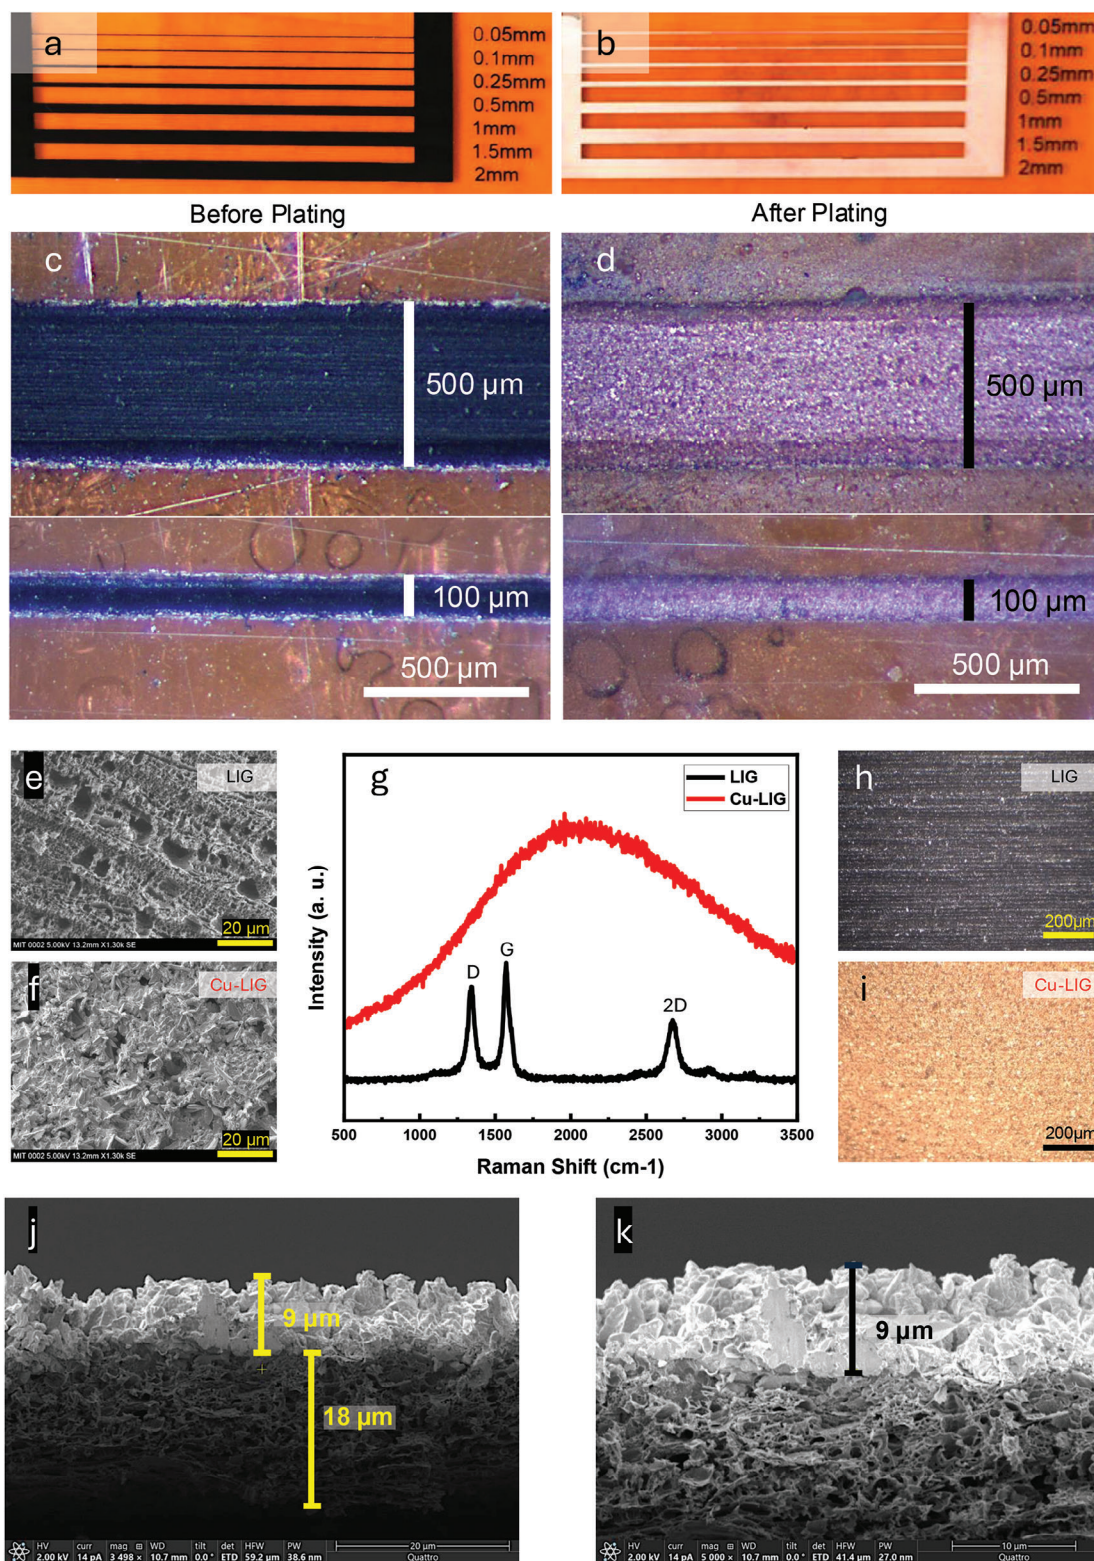 a
0.05mm
0.1mm
0.25mm
0.5mm
1mm
1.5mm
2mm
b
0.05mm
0.1mm
0.25mm
0.5mm
1mm
1.5mm
2mm
Before Plating
After Plating
c
500 µm
100 µm
500 µm
d
500 µm
100 µm
500 µm
e
LIG
20 µm
MIT 0002 5.00kV 13.2mm X1.30k SE
f
Cu-LIG
20 µm
MIT 0002 5.00kV 13.2mm X1.30k SE
g
LIG
Cu-LIG
D
G
2D
Intensity (a. u.)
500 1000 1500 2000 2500 3000 3500
Raman Shift (cm-1)
h
LIG
200µm
i
Cu-LIG
200µm
j
9 µm
18 µm
HV curr mag WD tilt det HFW PW
2.00 kV 14 pA 3 498 x 10.7 mm 0.0 ° ETD 59.2 µm 38.6 nm
20 µm
Quattro
k
9 µm
HV curr mag WD tilt det HFW PW
2.00 kV 14 pA 5 000 x 10.7 mm 0.0 ° ETD 41.4 µm 27.0 nm
10 µm
Quattro